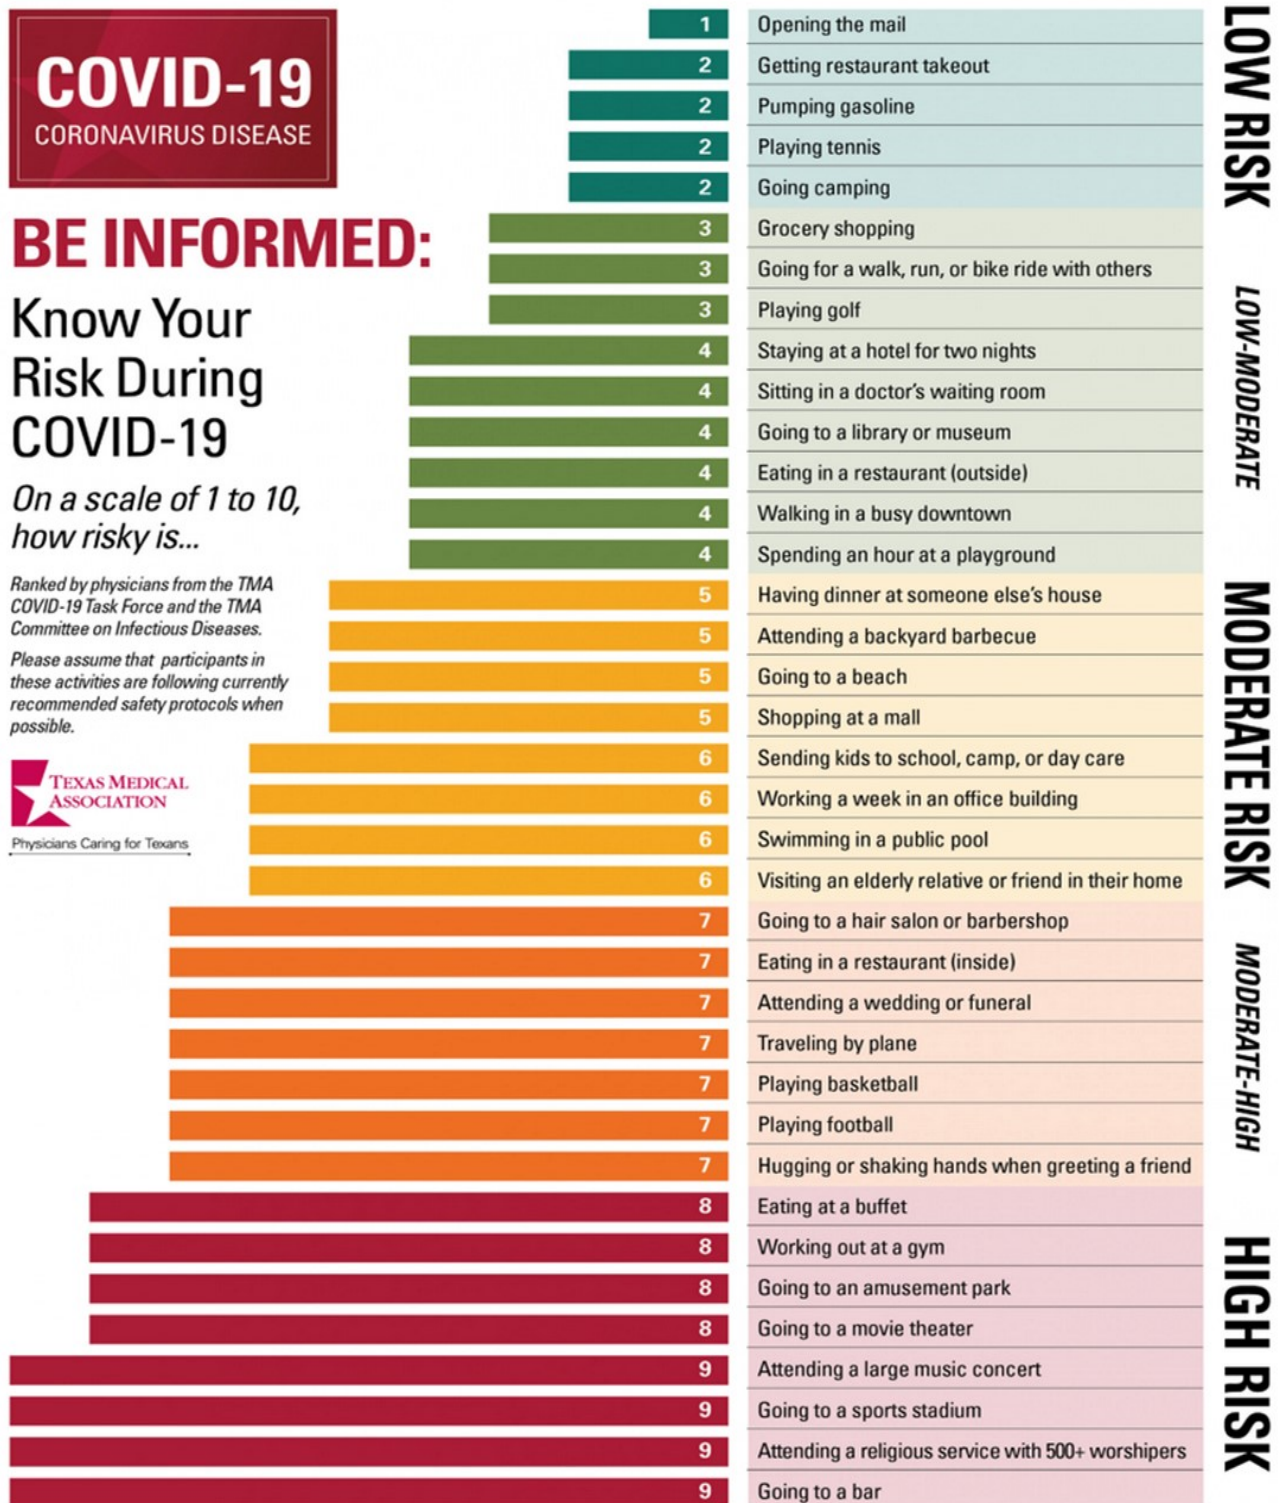 COVID-19
CORONAVIRUS DISEASE
BE INFORMED:
Know Your
Risk During
COVID-19
On a scale of 1 to 10,
how risky is...
Ranked by physicians from the TMA
COVID-19 Task Force and the TMA
Committee on Infectious Diseases.
Please assume that participants in
these activities are following currently
recommended safety protocols when
possible.
TEXAS MEDICAL
ASSOCIATION
Physicians Caring for Texans
1 Opening the mail
2 Getting restaurant takeout
2 Pumping gasoline
2 Playing tennis
2 Going camping
3 Grocery shopping
3 Going for a walk, run, or bike ride with others
3 Playing golf
4 Staying at a hotel for two nights
4 Sitting in a doctor's waiting room
4 Going to a library or museum
4 Eating in a restaurant (outside)
4 Walking in a busy downtown
4 Spending an hour at a playground
5 Having dinner at someone else's house
5 Attending a backyard barbecue
5 Going to a beach
5 Shopping at a mall
6 Sending kids to school, camp, or day care
6 Working a week in an office building
6 Swimming in a public pool
6 Visiting an elderly relative or friend in their home
7 Going to a hair salon or barbershop
7 Eating in a restaurant (inside)
7 Attending a wedding or funeral
7 Traveling by plane
7 Playing basketball
7 Playing football
7 Hugging or shaking hands when greeting a friend
8 Eating at a buffet
8 Working out at a gym
8 Going to an amusement park
8 Going to a movie theater
9 Attending a large music concert
9 Going to a sports stadium
9 Attending a religious service with 500+ worshipers
9 Going to a bar
LOW RISK
LOW-MODERATE
MODERATE RISK
MODERATE-HIGH
HIGH RISK